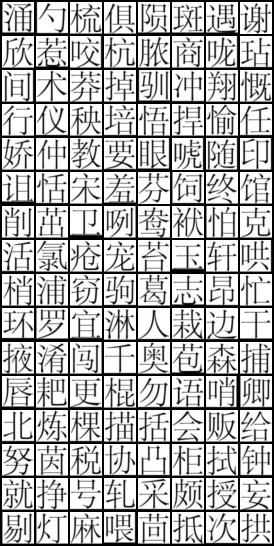 涌勺梳俱陨斑遇谢
欣惹咬杭脓商咙玷
间术莽掉驯冲翔慨
行仪秧培悟捍愉任
娇仲教要眼唬随印
诅恬宋羞芬饲终馆
削茁卫咧鸯袱怕克
活氯疮宠苔玉轩哄
梢浦窃驹葛志昂忙
环罗宜淋人栽边干
掖淆闯千奥苞森捕
唇耙更棍勿语哨卿
北炼棵描括会贩给
努茵税协凸柜拭钟
就挣号轧采颇授妄
剔灯麻喂茴抵次拱